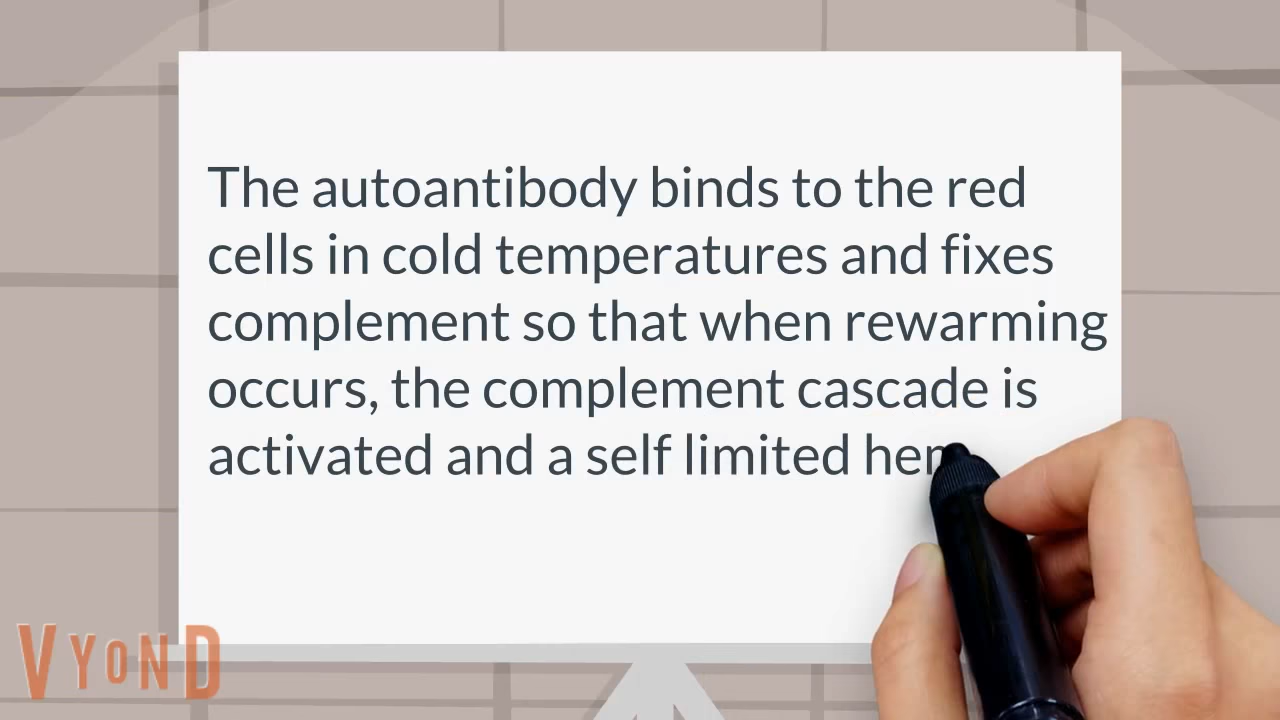 The autoantibody binds to the red
cells in cold temperatures and fixes
complement so that when rewarming
occurs, the complement cascade is
activated and a self limited
VYOND